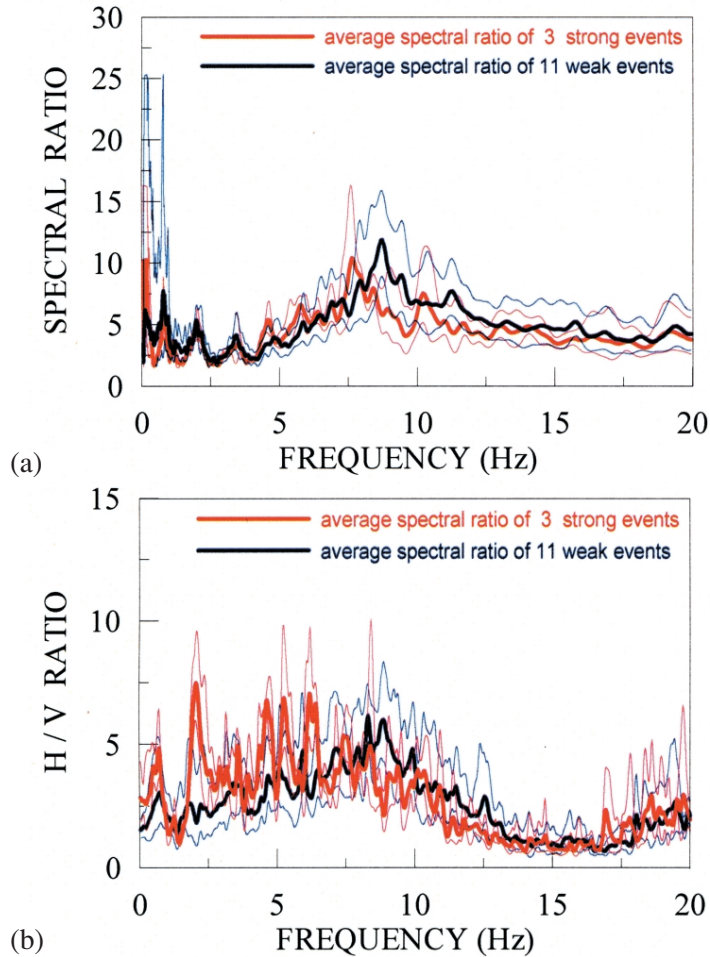 30
25
20
15
10
5
0
SPECTRAL RATIO
average spectral ratio of 3 strong events
average spectral ratio of 11 weak events
0 5 10 15 20
FREQUENCY (Hz)
(a)
15
10
5
0
H / V RATIO
average spectral ratio of 3 strong events
average spectral ratio of 11 weak events
0 5 10 15 20
FREQUENCY (Hz)
(b)